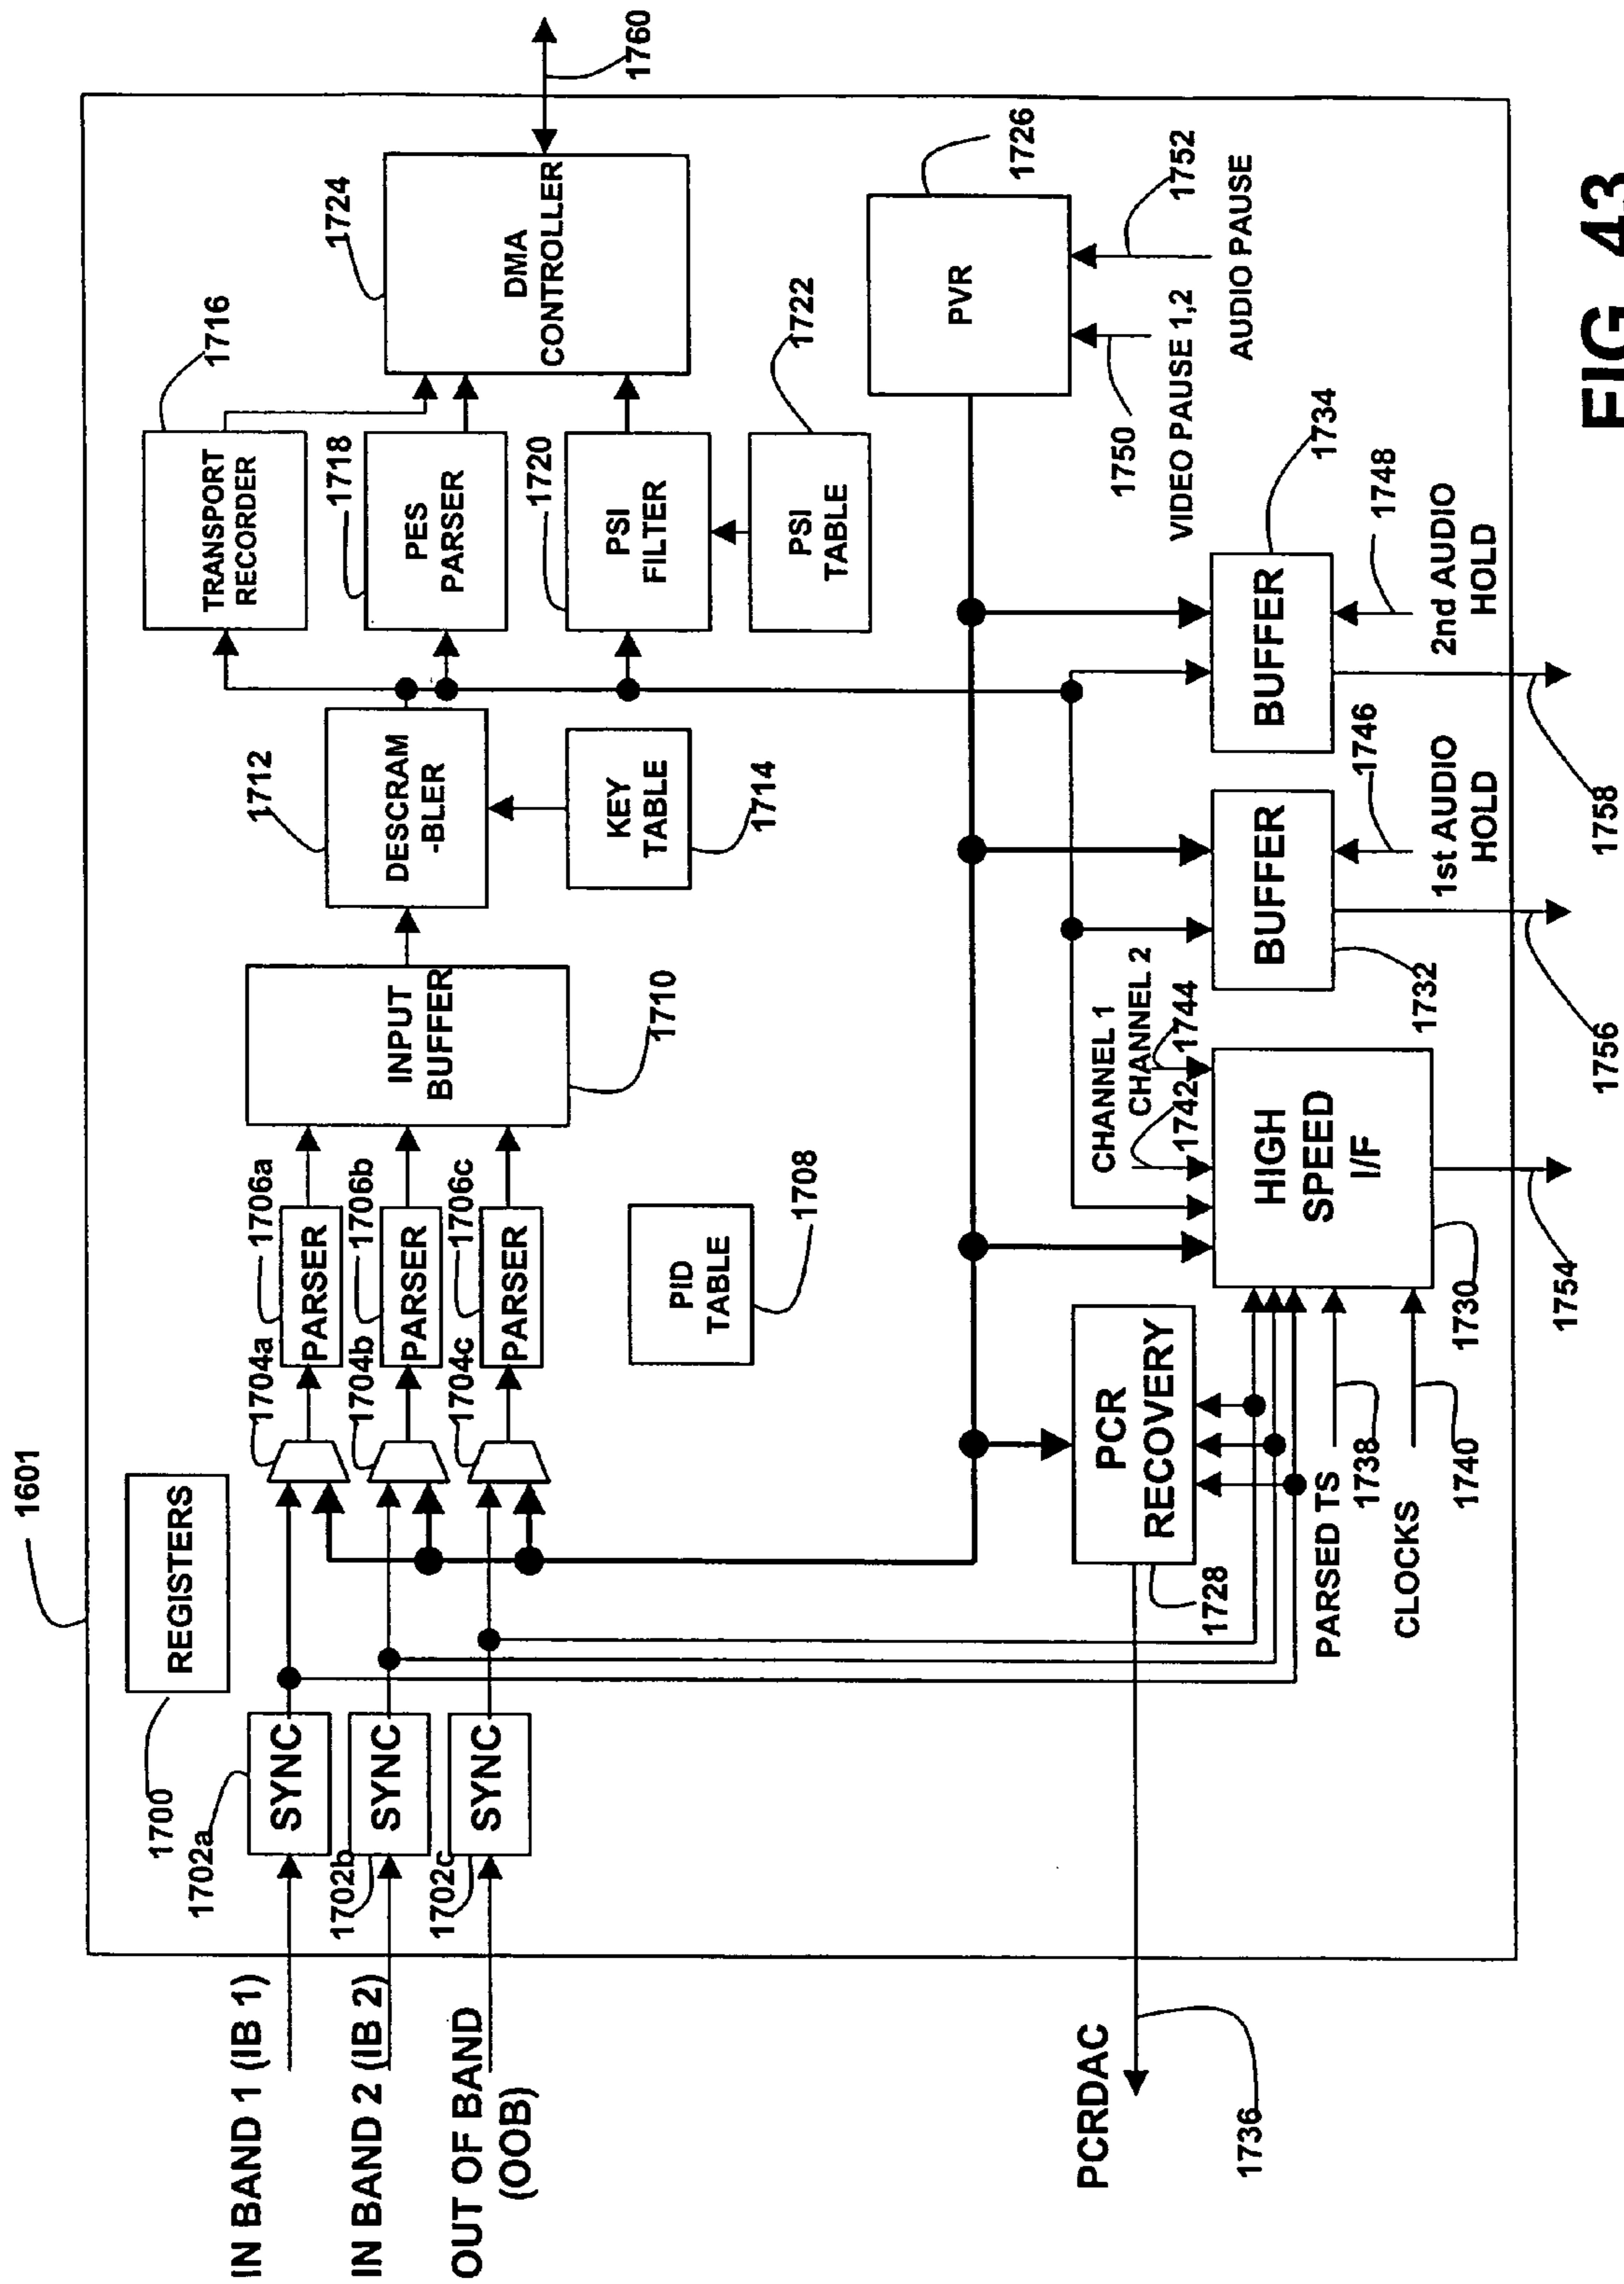 1601
REGISTERS
1700
IN BAND 1 (IB 1)
IN BAND 2 (IB 2)
OUT OF BAND
(OOB)
1702a
SYNC
1702b
SYNC
1702c
SYNC
1704a
1704b
1704c
1706a
PARSER
1706b
PARSER
1706c
PARSER
PID
TABLE
1708
INPUT
BUFFER
1710
1712
DESCRAM
-BLER
KEY
TABLE
1714
1716
TRANSPORT
RECORDER
1718
PES
PARSER
1720
PSI
FILTER
PSI
TABLE
1722
1724
DMA
CONTROLLER
1760
PVR
1726
1750
VIDEO PAUSE 1,2
1752
AUDIO PAUSE
PCRDAC
1736
PCR
RECOVERY
1728
PARSED TS
1738
CLOCKS
1740
CHANNEL 1
CHANNEL 2
1742
1744
HIGH
SPEED
I/F
1730
1754
BUFFER
1732
1746
1st AUDIO
HOLD
1756
BUFFER
1734
1748
2nd AUDIO
HOLD
1758
FIG 43